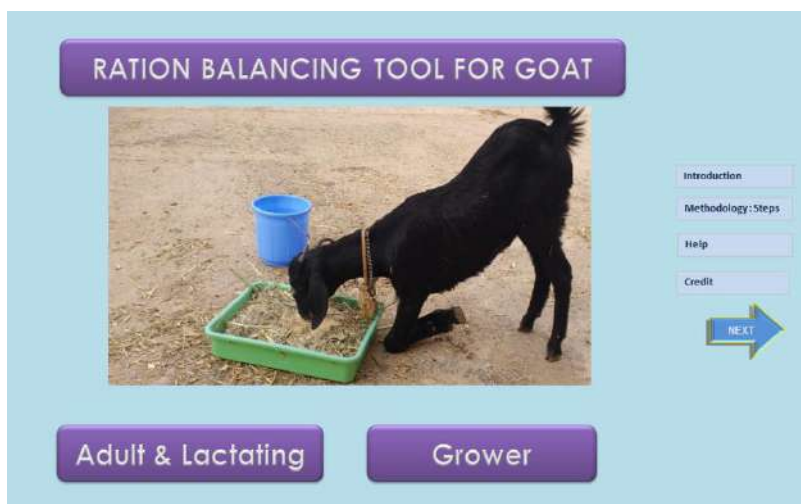 RATION BALANCING TOOL FOR GOAT
Introduction
Methodology: Steps
Help
Credit
NEXT
Adult & Lactating
Grower